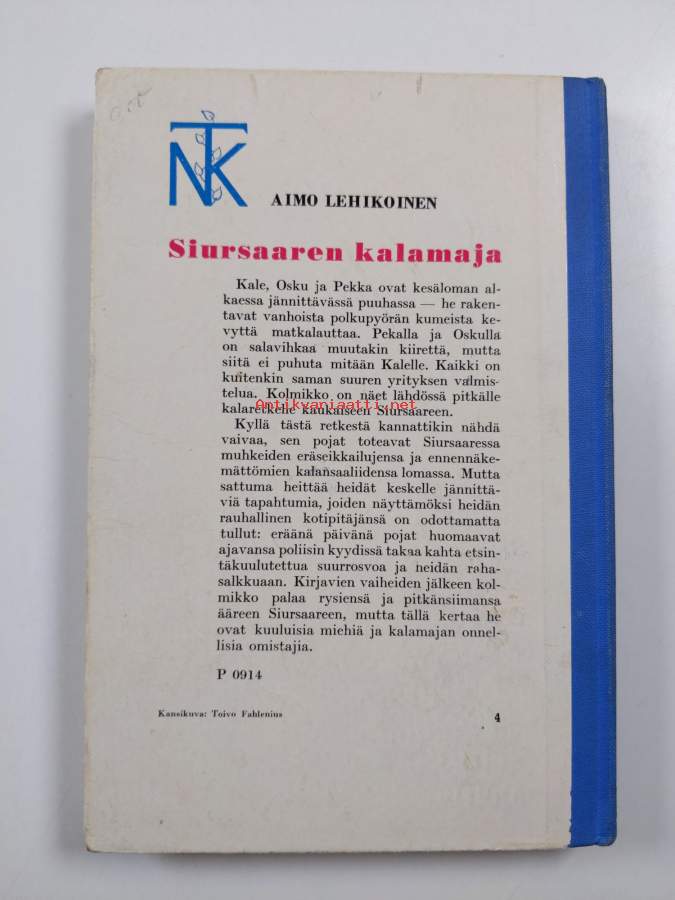 NTK
AIMO LEHIKOINEN
Siursaaren kalamaja
Kale, Osku ja Pekka ovat kesäloman al-
kaessa jännittävässä puuhassa — he raken-
tavat vanhoista polkupyörän kumeista ke-
vyttä matkalauttaa. Pekalla ja Oskulla
on salavihkaa muutakin kiirettä, mutta
siitä ei puhuta mitään Kalelle. Kaikki on
kuitenkin saman suuren yrityksen valmis-
telua. Kolmikko on näet lähdössä pitkälle
Antikvariaatti.net
kalaretkelle kaukaiseen Siursaareen.
Kyllä tästä retkestä kannattikin nähdä
vaivaa, sen pojat toteavat Siursaaressa
muhkeiden eräseikkailujensa ja ennennäke-
mättömien kalansaaliidensa lomassa. Mutta
sattuma heittää heidät keskelle jännittä-
viä tapahtumia, joiden näyttämöksi heidän
rauhallinen kotipitäjänsä on odottamatta
tullut: eräänä päivänä pojat huomaavat
ajavansa poliisin kyydissä takaa kahta etsin-
täkuulutettua suurrosvoa ja neidän raha-
salkkuaan. Kirjavien vaiheiden jälkeen kol-
mikko palaa rysiensä ja pitkänsiimansa
ääreen Siursaareen, mutta tällä kertaa he
ovat kuuluisia miehiä ja kalamajan onnel-
lisia omistajia.
P 0914
Kansikuva: Toivo Fahlenius
4